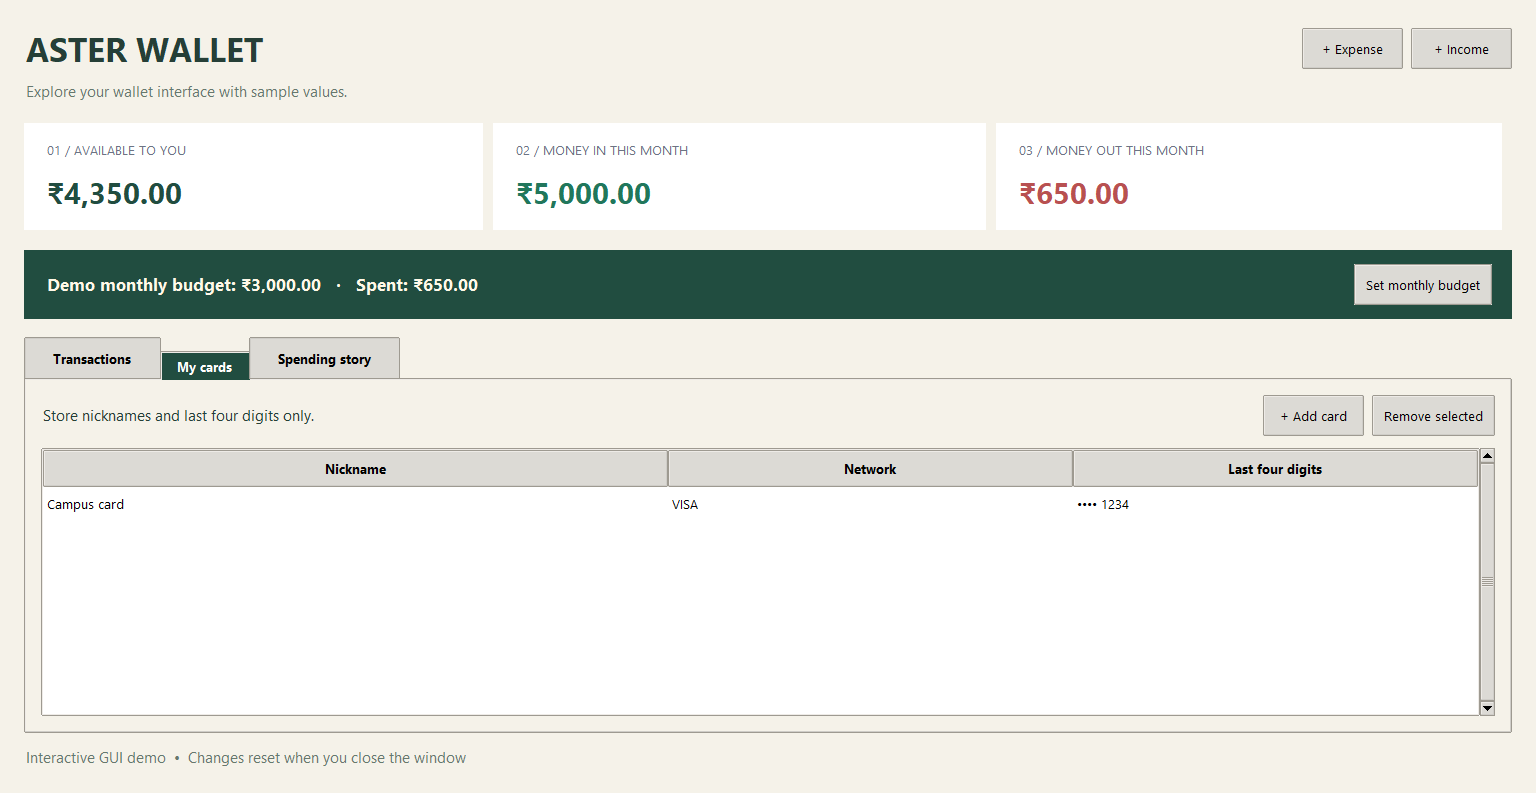 ASTER WALLET
+ Expense
+ Income
Explore your wallet interface with sample values.
01 / AVAILABLE TO YOU
₹4,350.00
02 / MONEY IN THIS MONTH
₹5,000.00
03 / MONEY OUT THIS MONTH
₹650.00
Demo monthly budget: ₹3,000.00 · Spent: ₹650.00
Set monthly budget
Transactions
My cards
Spending story
Store nicknames and last four digits only.
+ Add card
Remove selected
Nickname Network Last four digits
Campus card VISA •••• 1234
Interactive GUI demo • Changes reset when you close the window